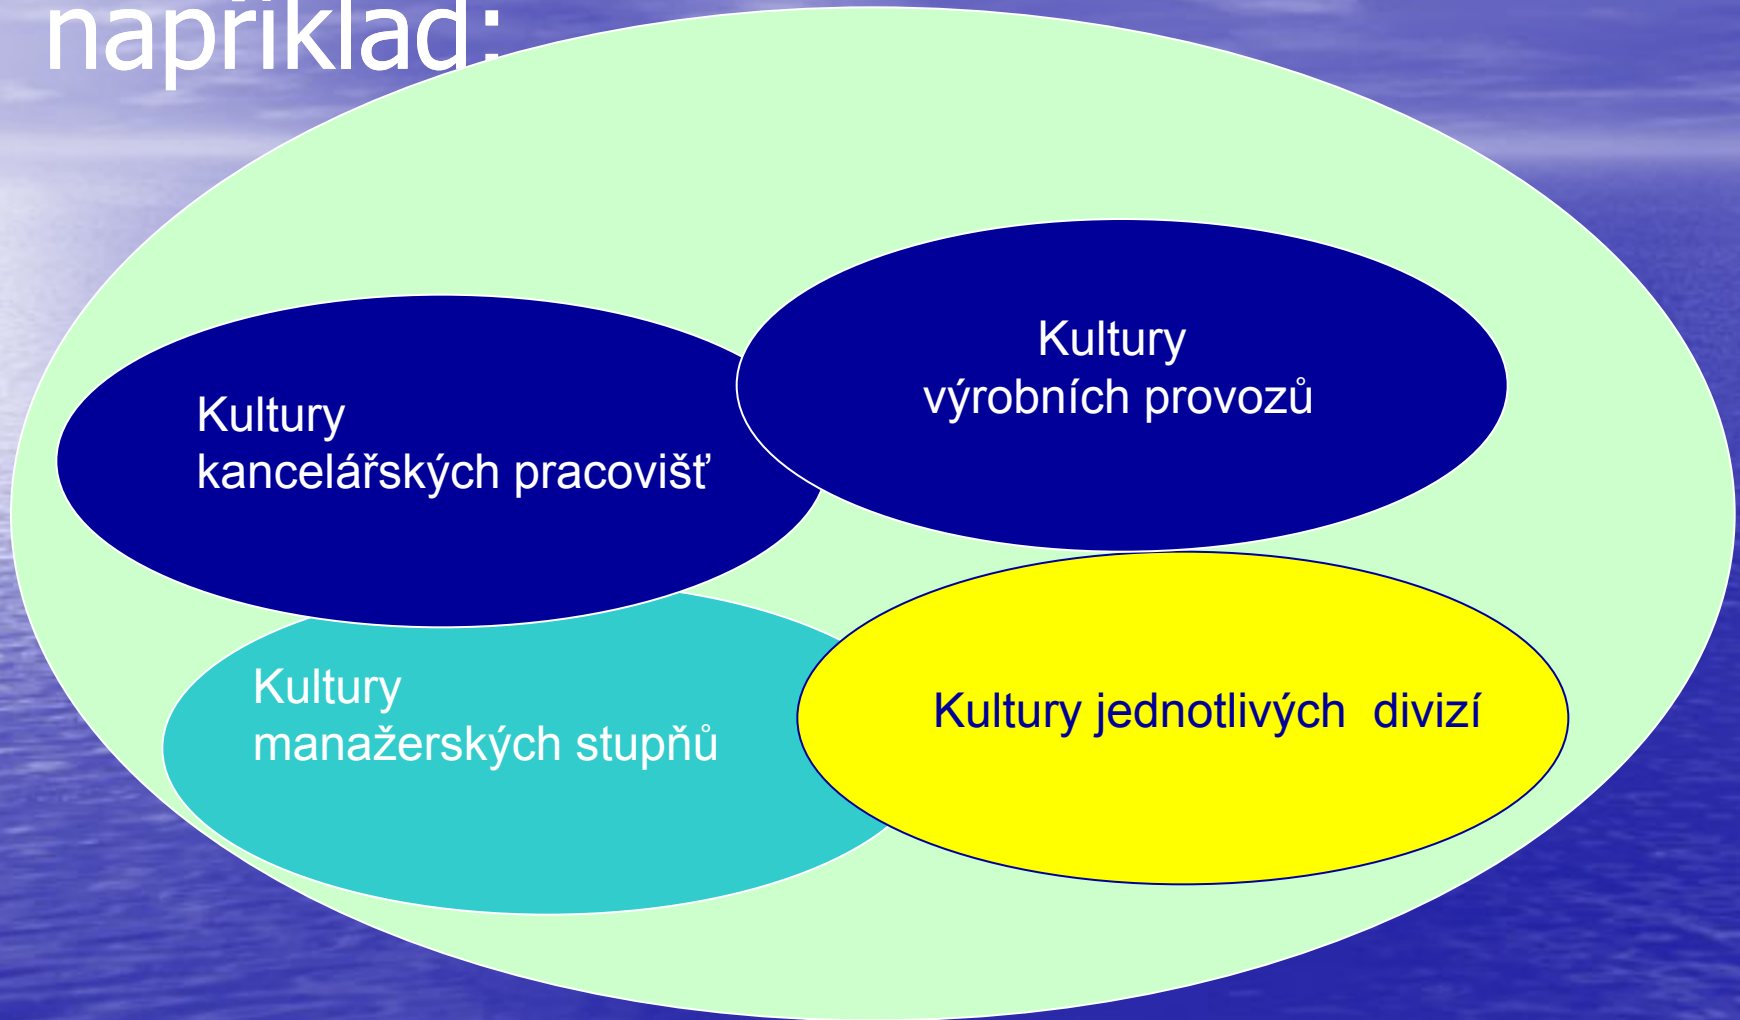 například:
Kultury
výrobních provozů
Kultury
kancelářských pracovišť
Kultury
manažerských stupňů
Kultury jednotlivých  divizí